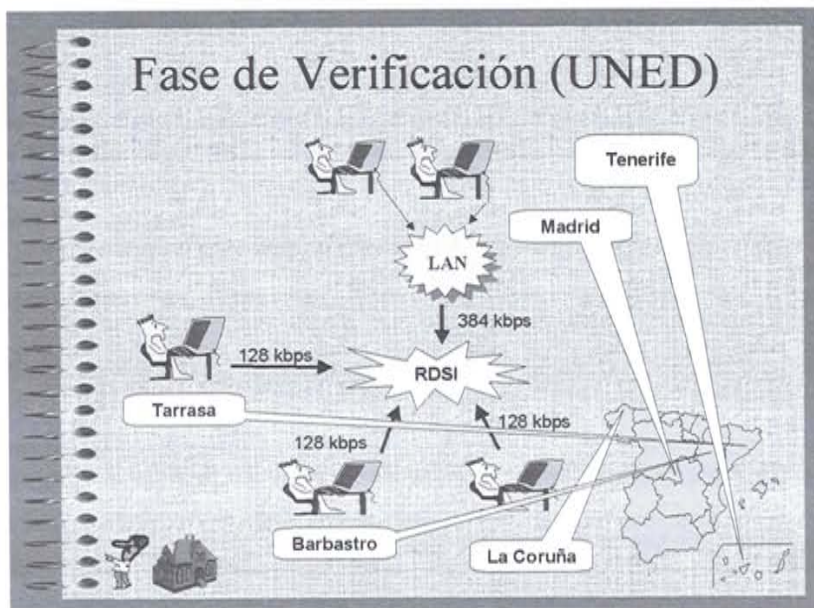 Fase de Verificación (UNED)
Tenerife
Madrid
LAN
384 kbps
128 kbps
RDSI
Tarrasa
128 kbps
128 kbps
Barbastro
La Coruña